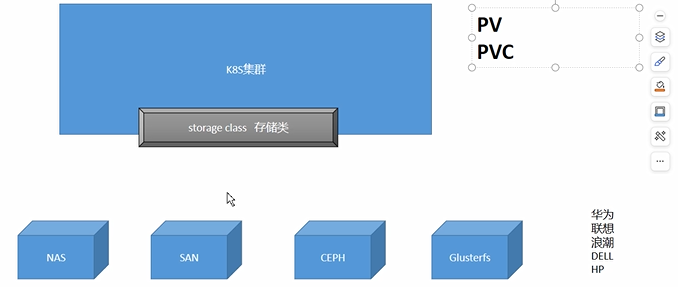 PV
PVC
K8S集群
storage class 存储类
NAS
SAN
CEPH
Glusterfs
华为
联想
浪潮
DELL
HP